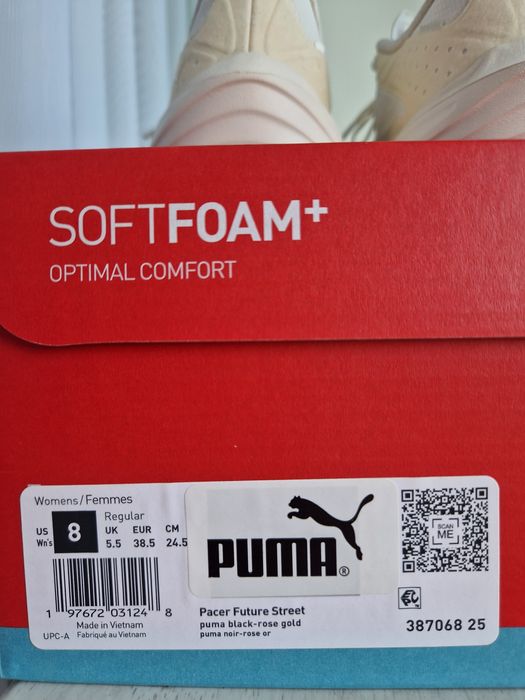 SOFTFOAM+
OPTIMAL COMFORT
Womens/Femmes
Regular
US Wn's 8 UK 5.5 EUR 38.5 CM 24.5
PUMA®
SCAN ME
1 97672 03124 8
Made in Vietnam
UPC-A Fabriqué au Vietnam
Pacer Future Street
puma black-rose gold
puma noir-rose or
387068 25